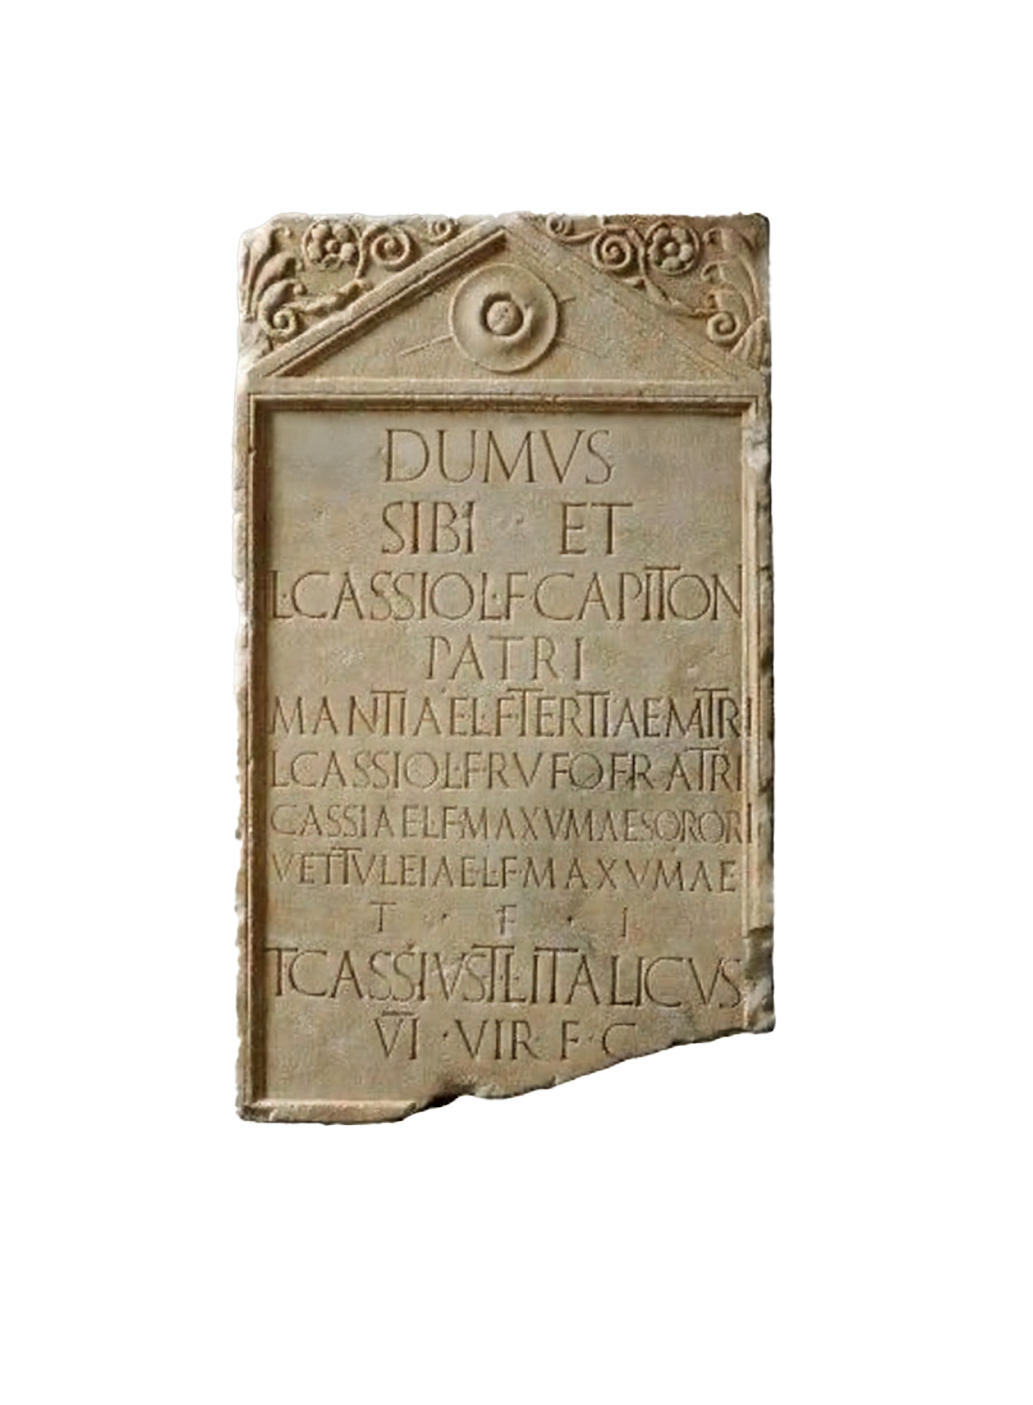 DUMVS
SIBI · ET
L·CASSIO L·F CAPITON
PATRI
MANTIAE L·F TERTIAE MATRI
L CASSIO L·F RVFO FRATRI
CASSIAE L·F MAXVMAE SORORI
VETTVLEIAE L·F·MAXVMAE
T · F · I
T CASSIVS T·L·ITALICVS
VI · VIR F·C